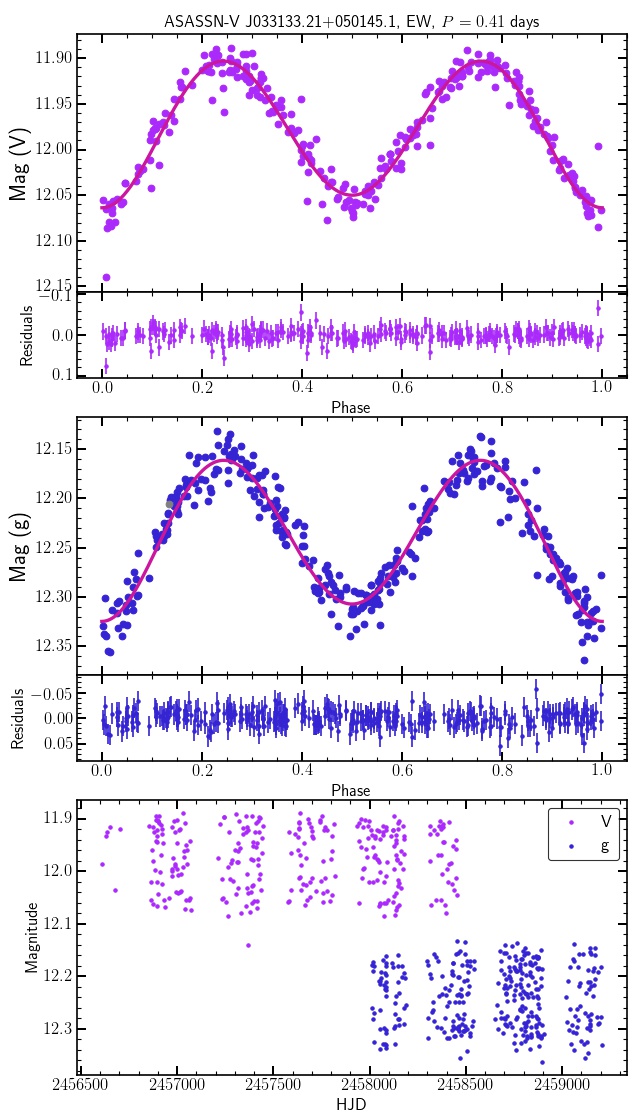 ASASSN-V J033133.21+050145.1, EW, P = 0.41 days
11.90
11.95
12.00
12.05
12.10
12.15
Mag (V)
−0.1
0.0
0.1
Residuals
0.0 0.2 0.4 0.6 0.8 1.0
Phase
12.15
12.20
12.25
12.30
12.35
Mag (g)
−0.05
0.00
0.05
Residuals
0.0 0.2 0.4 0.6 0.8 1.0
Phase
11.9
12.0
12.1
12.2
12.3
Magnitude
V
g
2456500 2457000 2457500 2458000 2458500 2459000
HJD